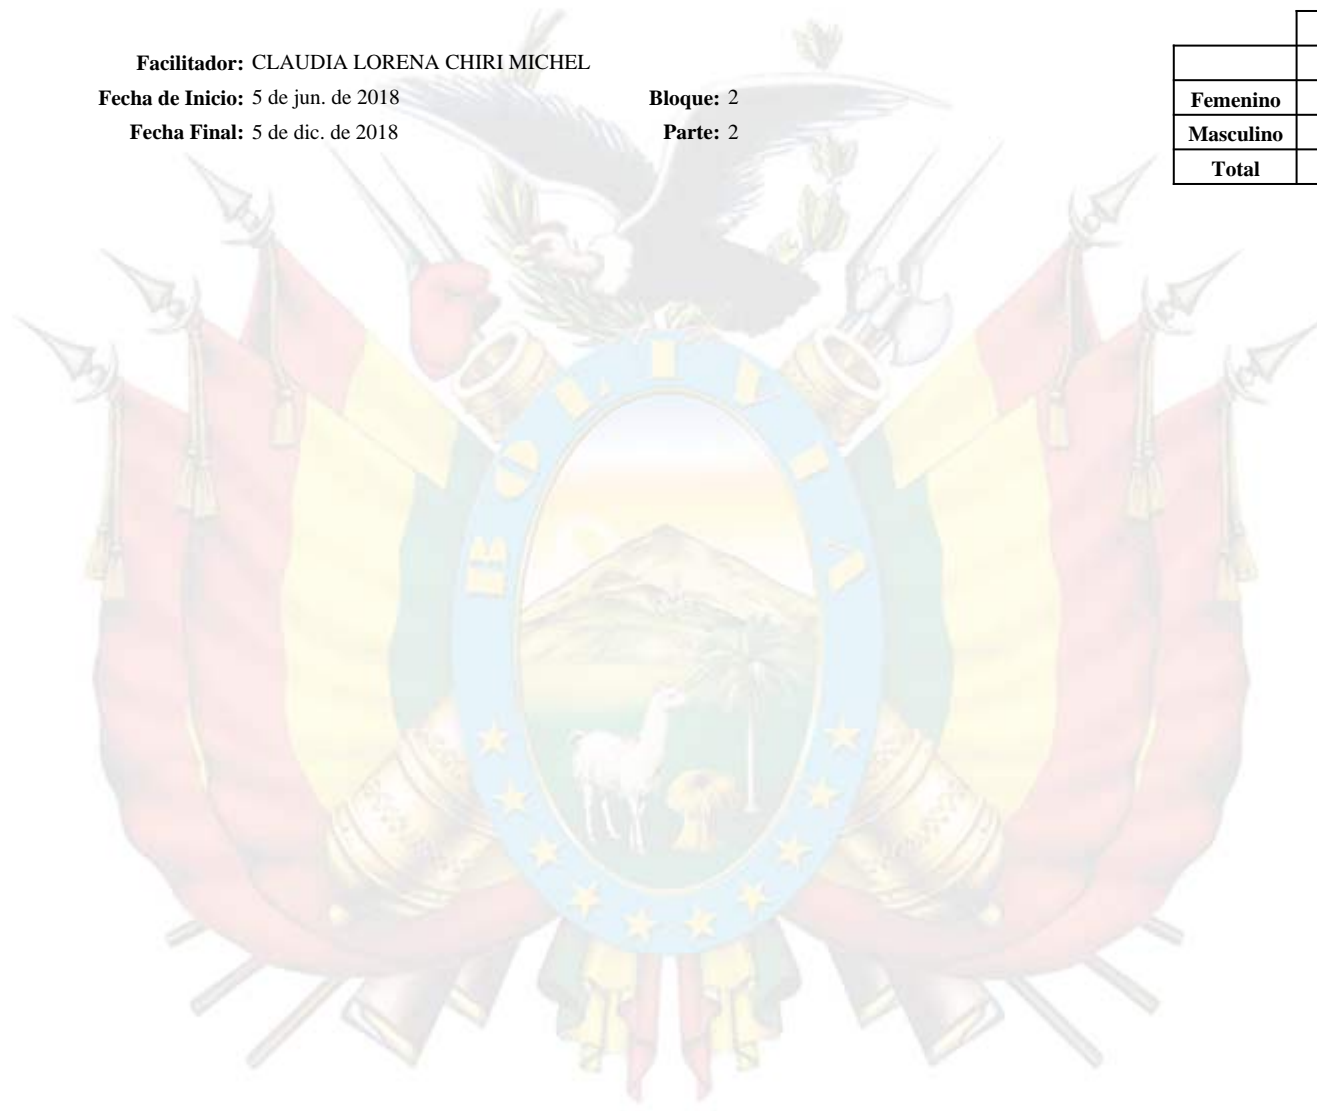 Facilitador: CLAUDIA LORENA CHIRI MICHEL
Fecha de Inicio: 5 de jun. de 2018 Bloque: 2
Fecha Final: 5 de dic. de 2018 Parte: 2
Femenino
Masculino
Total
BOLIVIA